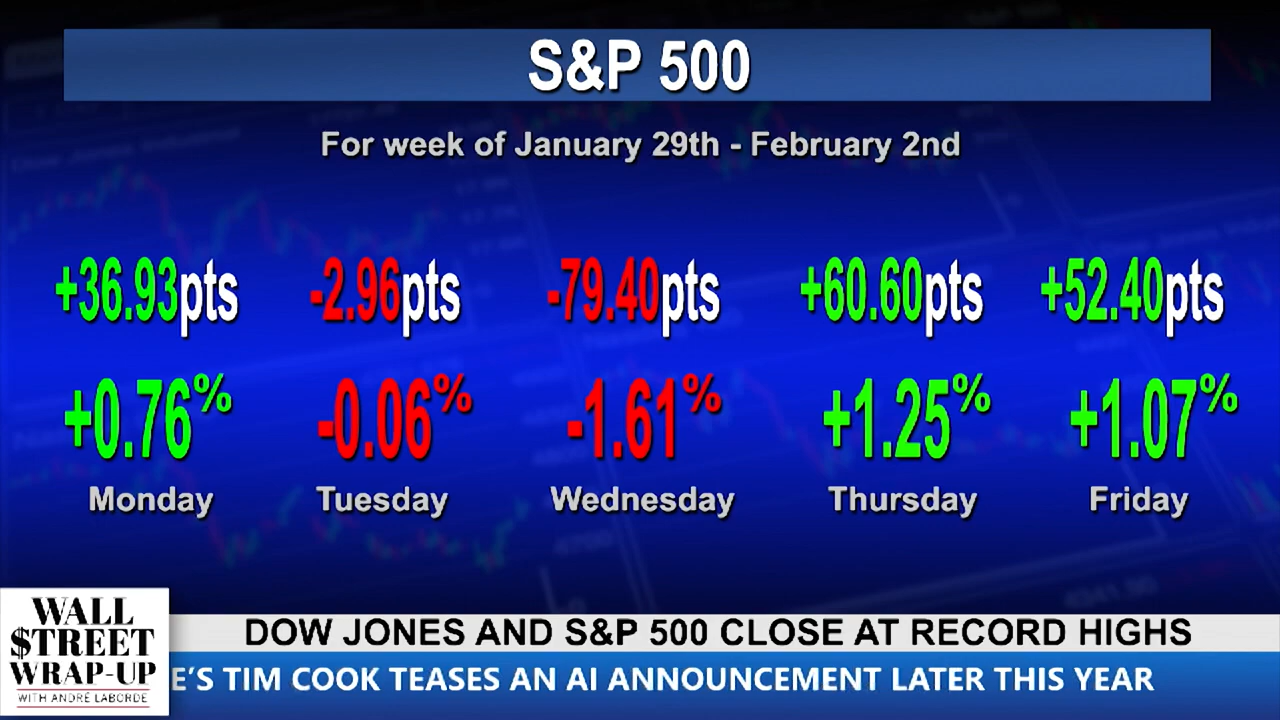 S&P 500
For week of January 29th - February 2nd
+36.93pts -2.96pts -79.40pts +60.60pts +52.40pts
+0.76% -0.06% -1.61% +1.25% +1.07%
Monday Tuesday Wednesday Thursday Friday
WALL
$TREET
WRAP-UP
WITH ANDRÉ LABORDE
DOW JONES AND S&P 500 CLOSE AT RECORD HIGHS
E'S TIM COOK TEASES AN AI ANNOUNCEMENT LATER THIS YEAR